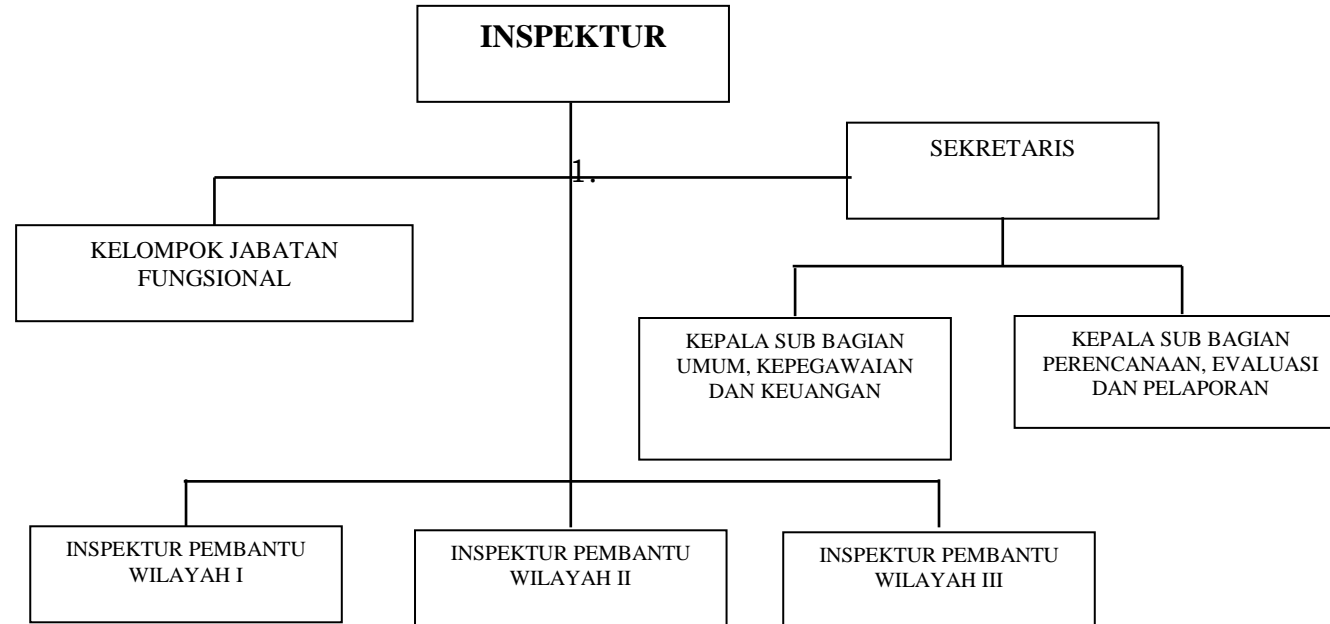 INSPEKTUR
SEKRETARIS
1.
KELOMPOK JABATAN
FUNGSIONAL
KEPALA SUB BAGIAN
UMUM, KEPEGAWAIAN
DAN KEUANGAN
KEPALA SUB BAGIAN
PERENCANAAN, EVALUASI
DAN PELAPORAN
INSPEKTUR PEMBANTU
WILAYAH I
INSPEKTUR PEMBANTU
WILAYAH II
INSPEKTUR PEMBANTU
WILAYAH III